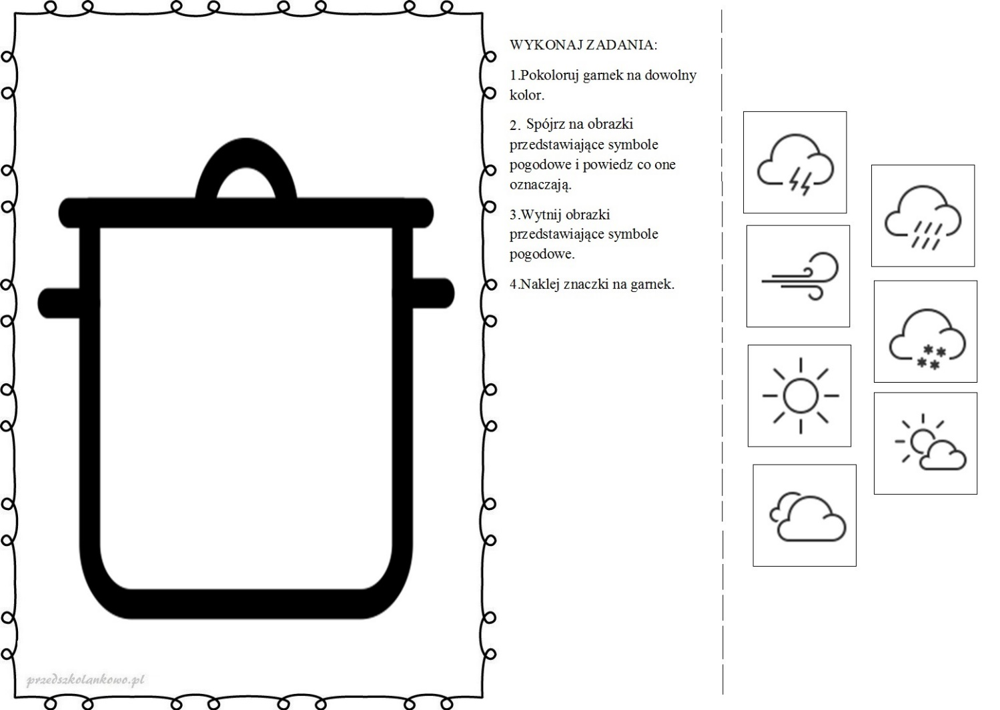 WYKONAJ ZADANIA:
1.Pokoloruj garnek na dowolny
kolor.
2. Spójrz na obrazki
przedstawiające symbole
pogodowe i powiedz co one
oznaczają.
3.Wytnij obrazki
przedstawiające symbole
pogodowe.
4.Naklej znaczki na garnek.
przedszkolankowo.pl